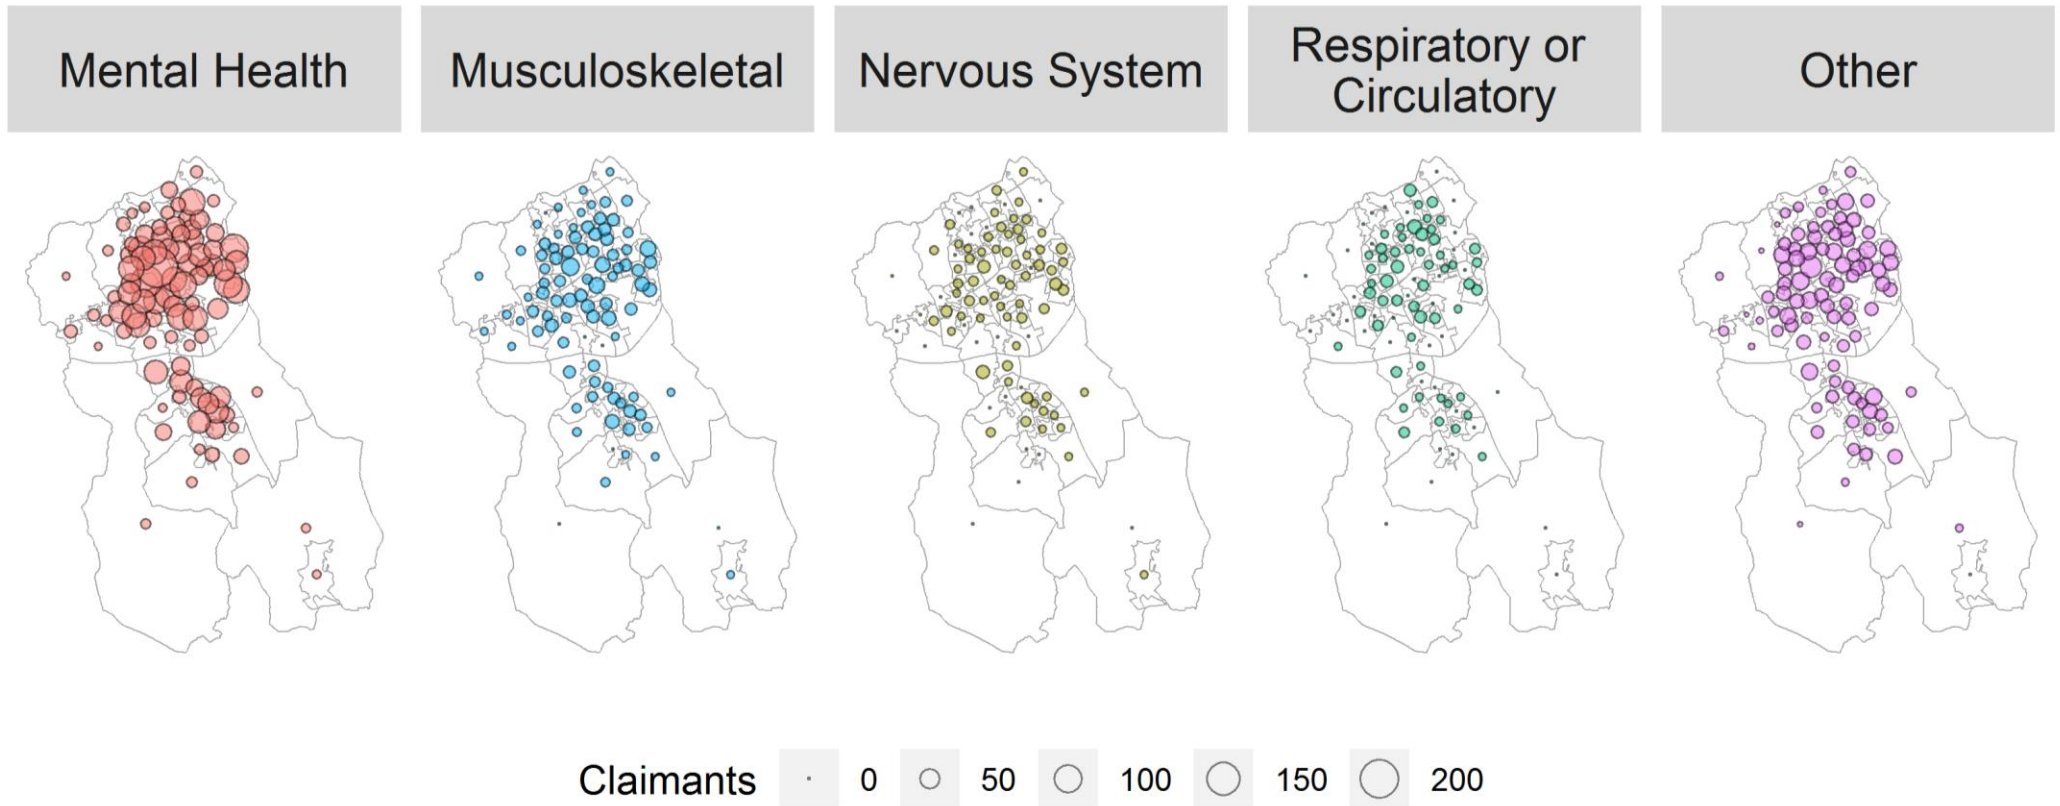 Mental Health
Musculoskeletal
Nervous System
Respiratory or
Circulatory
Other
Claimants 0 50 100 150 200